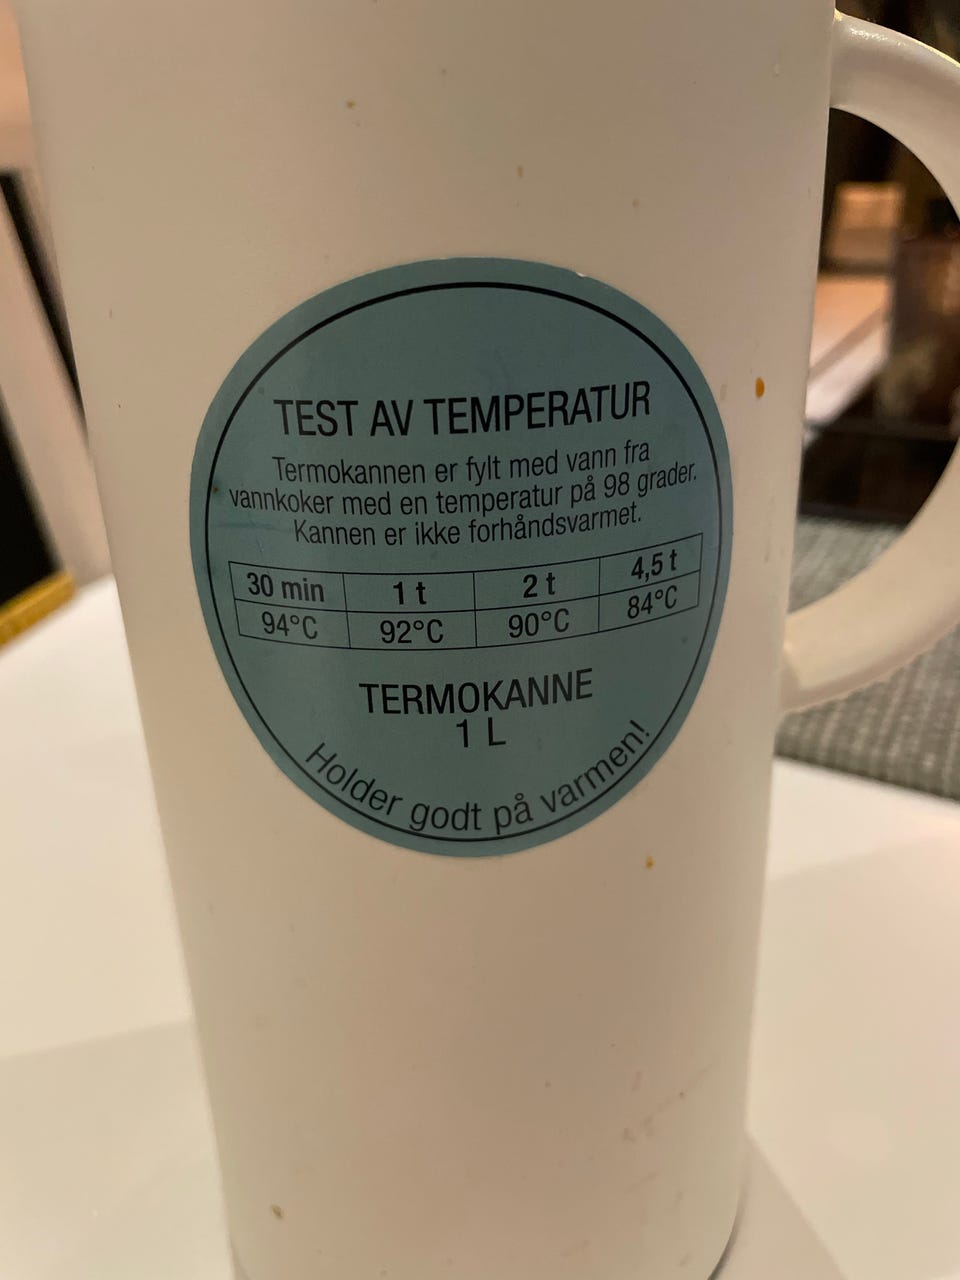 TEST AV TEMPERATUR
Termokannen er fylt med vann fra
vannkoker med en temperatur på 98 grader.
Kannen er ikke forhåndsvarmet.
30 min 1 t 2 t 4,5 t
94°C 92°C 90°C 84°C
TERMOKANNE
1 L
Holder godt på varmen!